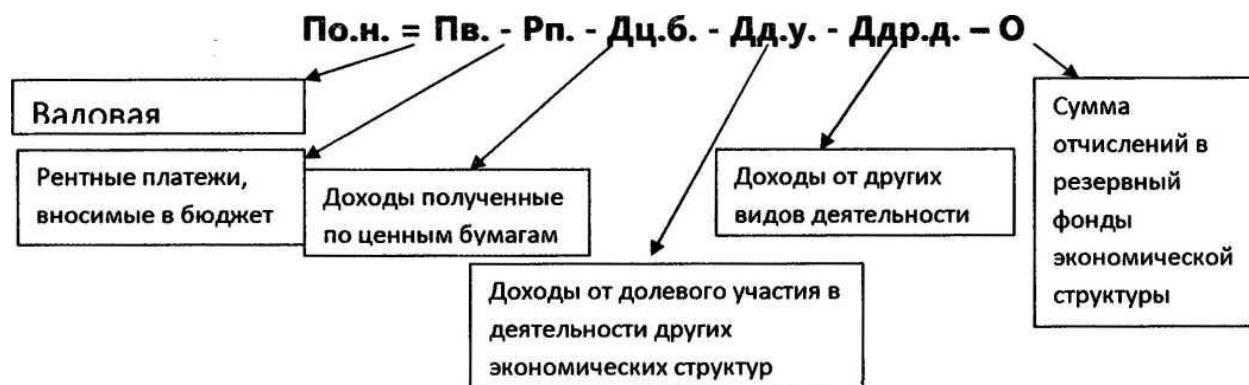 По.н. = Пв. - Рп. - Дц.б. - Дд.у. - Ддр.д. – О
Валовая
Рентные платежи,
вносимые в бюджет
Доходы полученные
по ценным бумагам
Доходы от долевого участия в
деятельности других
экономических структур
Доходы от других
видов деятельности
Сумма
отчислений в
резервный
фонды
экономической
структуры